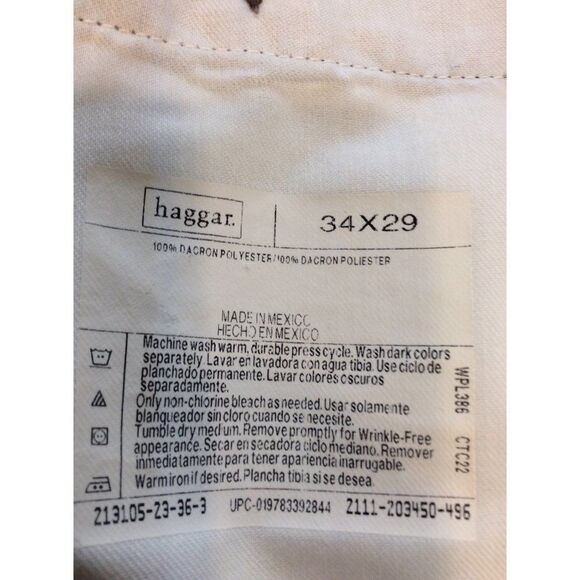 haggar.
34X29
100% DACRON POLYESTER/100% DACRON POLIESTER
MADE IN MEXICO
HECHO EN MEXICO
Machine wash warm, durable press cycle. Wash dark colors
separately. Lavar en lavadora con agua tibia. Use ciclo de
planchado permanente. Lavar colores oscuros
separadamente.
Only non-chlorine bleach as needed. Usar solamente
blanqueador sin cloro cuando se necesite.
Tumble dry medium. Remove promptly for Wrinkle-Free
appearance. Secar en secadora ciclo mediano. Remover
inmediatamente para tener apariencia inarrugable.
Warm iron if desired. Plancha tibia si se desea.
WPL386 CTC22
213105-23-36-3 UPC-019783392844 2111-203450-496